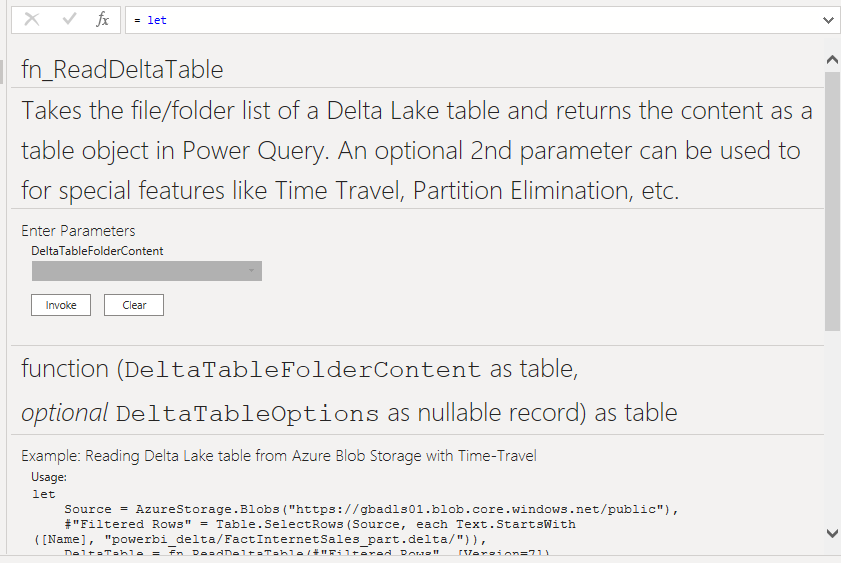 fx
= let
fn_ReadDeltaTable
Takes the file/folder list of a Delta Lake table and returns the content as a
table object in Power Query. An optional 2nd parameter can be used to
for special features like Time Travel, Partition Elimination, etc.
Enter Parameters
DeltaTableFolderContent
Invoke Clear
function (DeltaTableFolderContent as table,
optional DeltaTableOptions as nullable record) as table
Example: Reading Delta Lake table from Azure Blob Storage with Time-Travel
Usage:
let
Source = AzureStorage.Blobs("https://gbadls01.blob.core.windows.net/public"),
#"Filtered Rows" = Table.SelectRows(Source, each Text.StartsWith
([Name], "powerbi_delta/FactInternetSales_part.delta/")),
DeltaTable = fn_ReadDeltaTable(#"Filtered Rows", [Version=7])